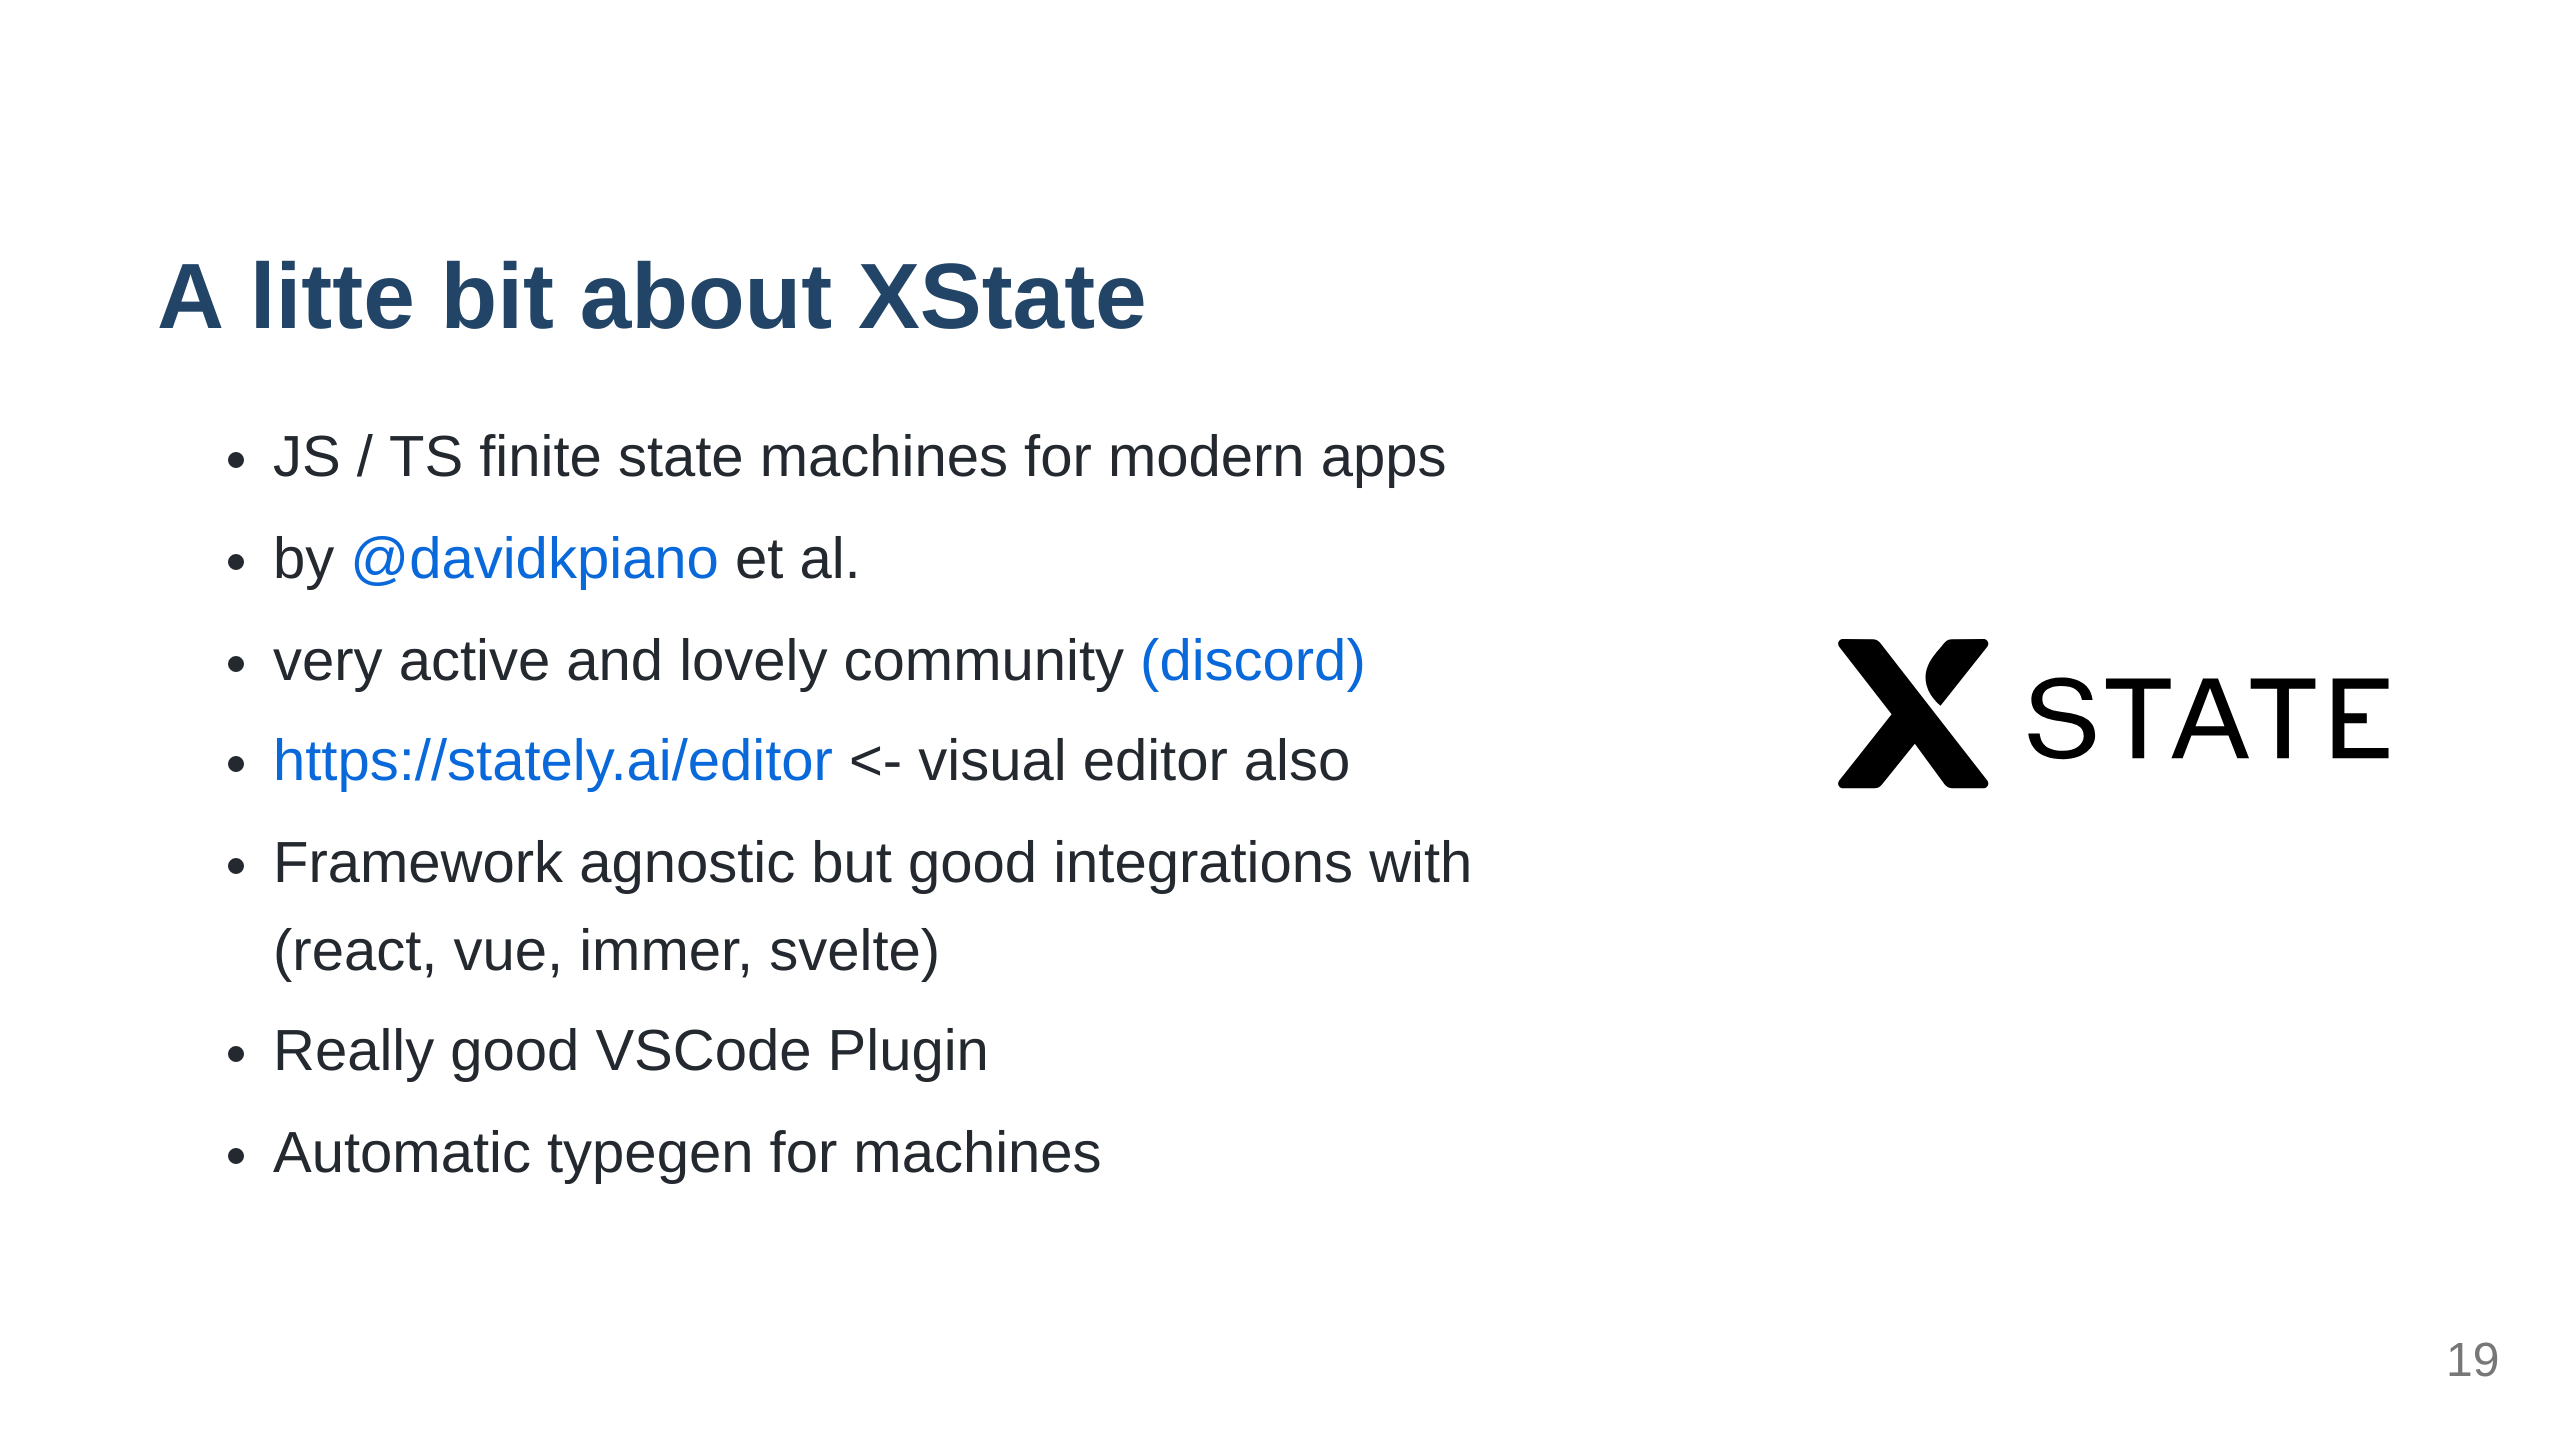 A litte bit about XState
JS / TS finite state machines for modern apps
by @davidkpiano et al.
very active and lovely community (discord)
https://stately.ai/editor <- visual editor also
Framework agnostic but good integrations with
(react, vue, immer, svelte)
Really good VSCode Plugin
Automatic typegen for machines
X STATE
19